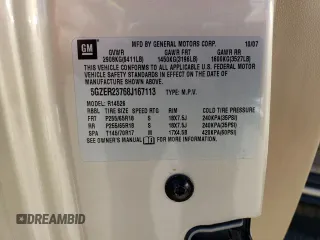 GM
MFD BY GENERAL MOTORS CORP. 10/07
GVWR GAWR FRT GAWR RR
2909KG(6411LB) 1450KG(3196LB) 1600KG(3527LB)
THIS VEHICLE CONFORMS TO ALL APPLICABLE U.S. FEDERAL MOTOR
VEHICLE SAFETY STANDARDS IN EFFECT ON THE DATE OF
MANUFACTURE SHOWN ABOVE.
5GZER23768J167113 TYPE: M.P.V.
MODEL: R14526
TIRE SIZE SPEED RTG RIM COLD TIRE PRESSURE
FRT P255/65R18 S 18X7.5J 240KPA(35PSI)
RR P255/65R18 S 18X7.5J 240KPA(35PSI)
SPA T145/70R17 M 17X4.5B 420KPA(60PSI)
SEE OWNER'S MANUAL FOR MORE INFORMATION.
DREAMBID